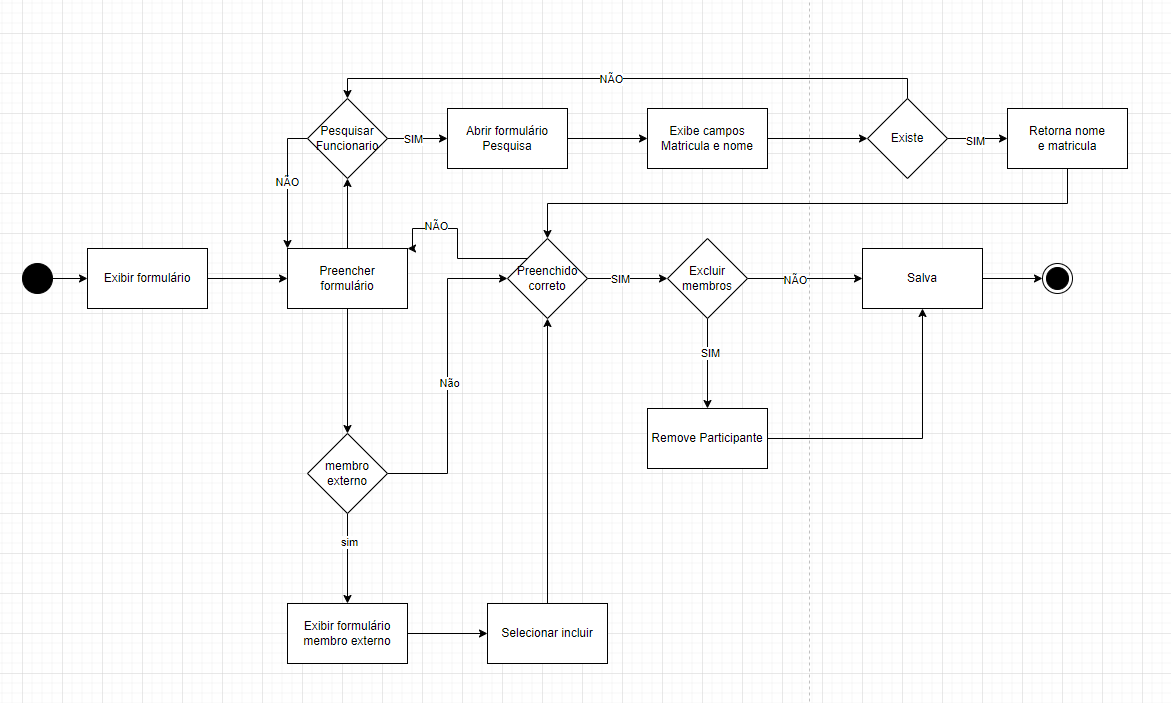 NÃO
Pesquisar
Funcionario
SIM
Abrir formulário
Pesquisa
Exibe campos
Matricula e nome
Existe
SIM
Retorna nome
e matricula
NÃO
NÃO
Exibir formulário
Preencher
formulário
Preenchido
correto
SIM
Excluir
membros
NÃO
Salva
SIM
Não
Remove Participante
membro
externo
sim
Exibir formulário
membro externo
Selecionar incluir